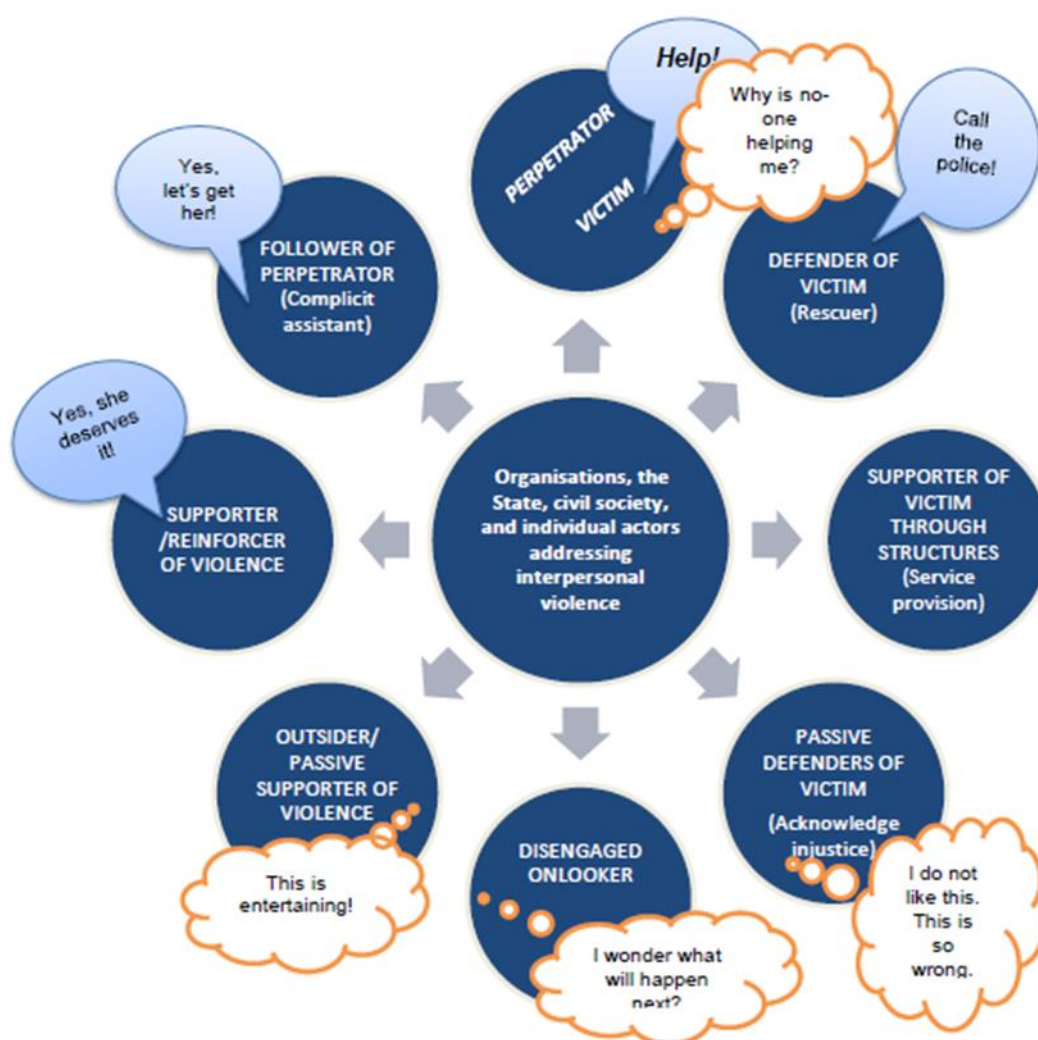 Help!
PERPETRATOR
VICTIM
Why is no-
one
helping
me?
Call
the
police!
DEFENDER OF
VICTIM
(Rescuer)
SUPPORTER OF
VICTIM
THROUGH
STRUCTURES
(Service
provision)
PASSIVE
DEFENDERS OF
VICTIM
(Acknowledge
injustice)
I do not
like this.
This is
so
wrong.
DISENGAGED
ONLOOKER
I wonder what
will happen
next?
OUTSIDER/
PASSIVE
SUPPORTER OF
VIOLENCE
This is
entertaining!
Yes, she
deserves
it!
SUPPORTER
/REINFORCER
OF VIOLENCE
Yes,
let's get
her!
FOLLOWER OF
PERPETRATOR
(Complicit
assistant)
Organisations, the
State, civil society,
and individual actors
addressing
interpersonal
violence